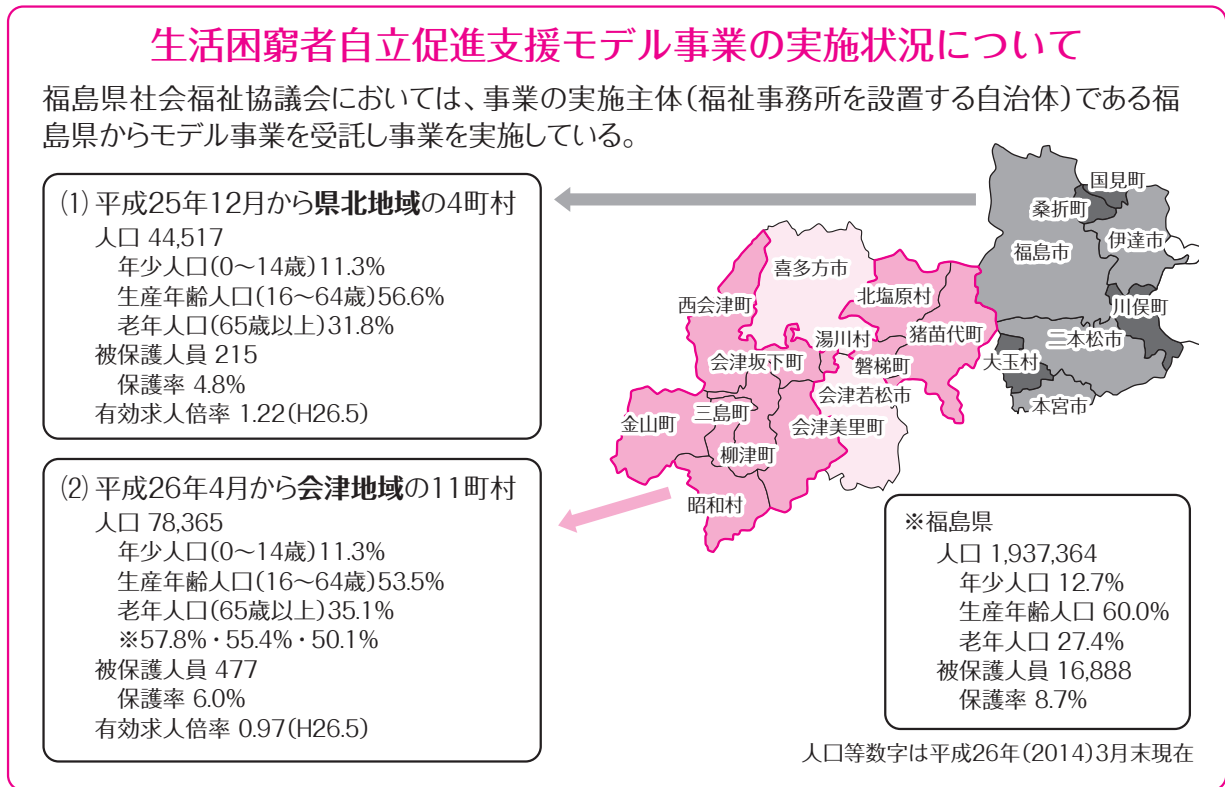 生活困窮者自立促進支援モデル事業の実施状況について
福島県社会福祉協議会においては、事業の実施主体(福祉事務所を設置する自治体)である福
島県からモデル事業を受託し事業を実施している。
(1) 平成25年12月から県北地域の4町村
人口 44,517
年少人口(0〜14歳)11.3%
生産年齢人口(16〜64歳)56.6%
老年人口(65歳以上)31.8%
被保護人員 215
保護率 4.8%
有効求人倍率 1.22(H26.5)
(2) 平成26年4月から会津地域の11町村
人口 78,365
年少人口(0〜14歳)11.3%
生産年齢人口(16〜64歳)53.5%
老年人口(65歳以上)35.1%
※57.8%・55.4%・50.1%
被保護人員 477
保護率 6.0%
有効求人倍率 0.97(H26.5)
国見町
桑折町
伊達市
福島市
川俣町
二本松市
大玉村
本宮市
喜多方市
北塩原村
西会津町
猪苗代町
湯川村
会津坂下町
磐梯町
会津若松市
三島町
金山町
会津美里町
柳津町
昭和村
※福島県
人口 1,937,364
年少人口 12.7%
生産年齢人口 60.0%
老年人口 27.4%
被保護人員 16,888
保護率 8.7%
人口等数字は平成26年(2014)3月末現在